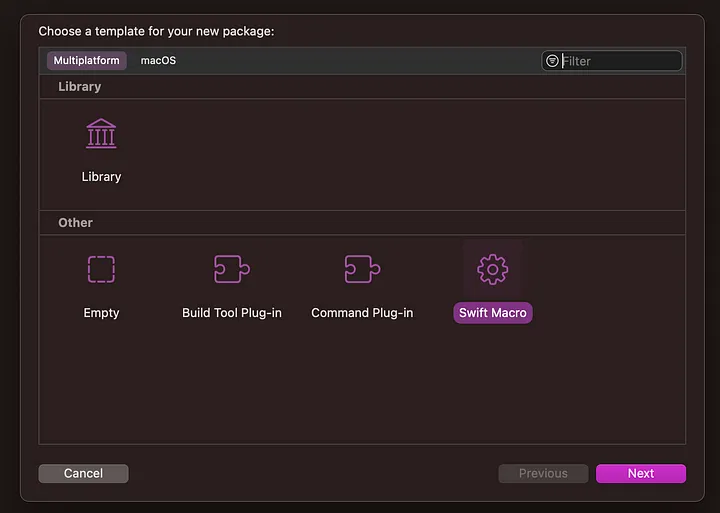 Choose a template for your new package:
Multiplatform macOS Filter
Library
Library
Other
Empty Build Tool Plug-in Command Plug-in Swift Macro
Cancel Previous Next